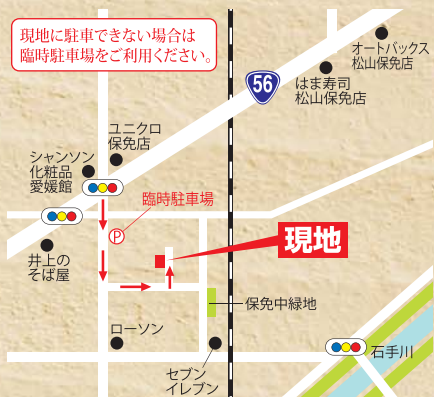 現地に駐車できない場合は
臨時駐車場をご利用ください。
オートバックス
松山保免店
56
はま寿司
松山保免店
ユニクロ
保免店
シャンソン
化粧品
愛媛館
臨時駐車場
P
現地
井上の
そば屋
保免中緑地
ローソン
石手川
セブン
イレブン